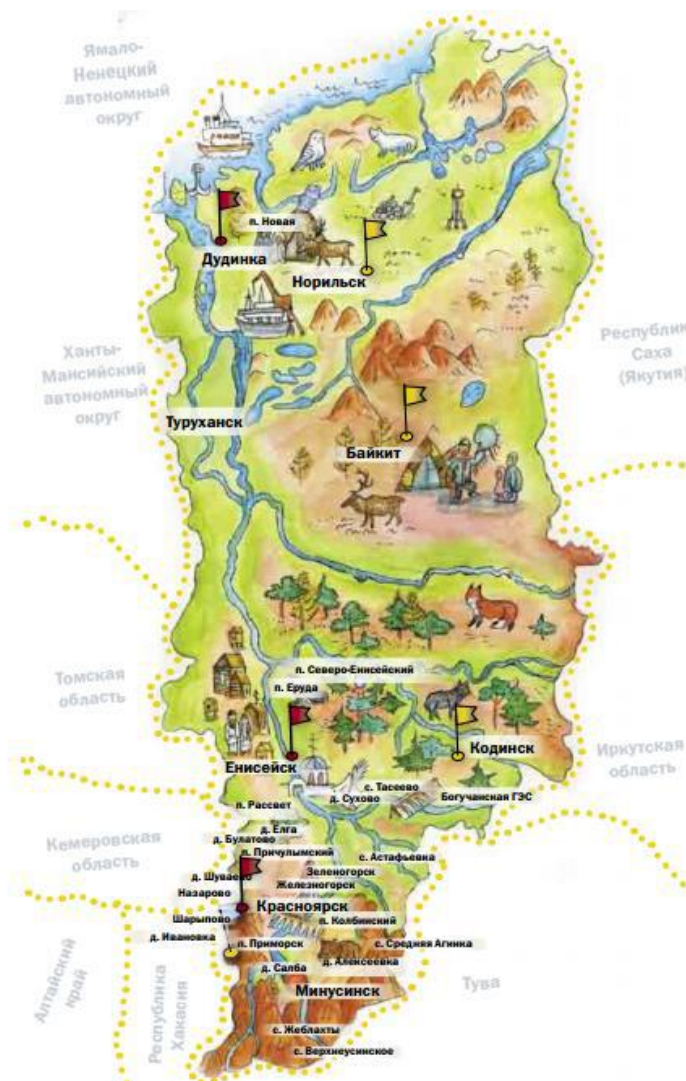 Ямало-
Ненецкий
автономный
округ
п. Новая
Дудинка
Норильск
Ханты-
Мансийский
автономный
округ
Республика
Саха
(Якутия)
Туруханск
Байкит
п. Северо-Енисейский
Томская
область
п. Еруда
Кодинск
Иркутская
область
Енисейск
с. Тасеево
д. Сухово
Богучанская ГЭС
п. Рассвет
д. Елга
д. Булатово
Кемеровская
область
п. Причулымский
с. Астафьевка
д. Шуваево
Зеленогорск
Железногорск
Назарово
Красноярск
Шарыпово
п. Колбинский
д. Ивановка
п. Приморск
с. Средняя Агинка
д. Алексеевка
д. Салба
Алтайский
край
Республика
Хакасия
Минусинск
Тува
с. Жеблахты
с. Верхнеусинское